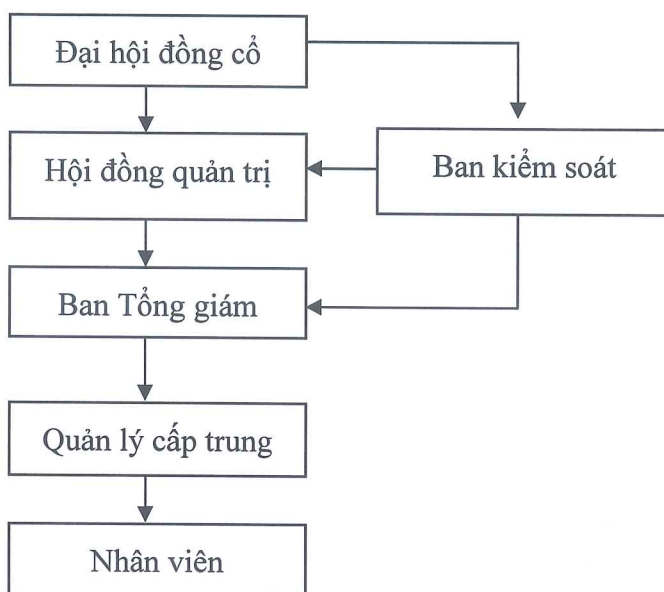 Đại hội đồng cổ
Hội đồng quản trị
Ban kiểm soát
Ban Tổng giám
Quản lý cấp trung
Nhân viên